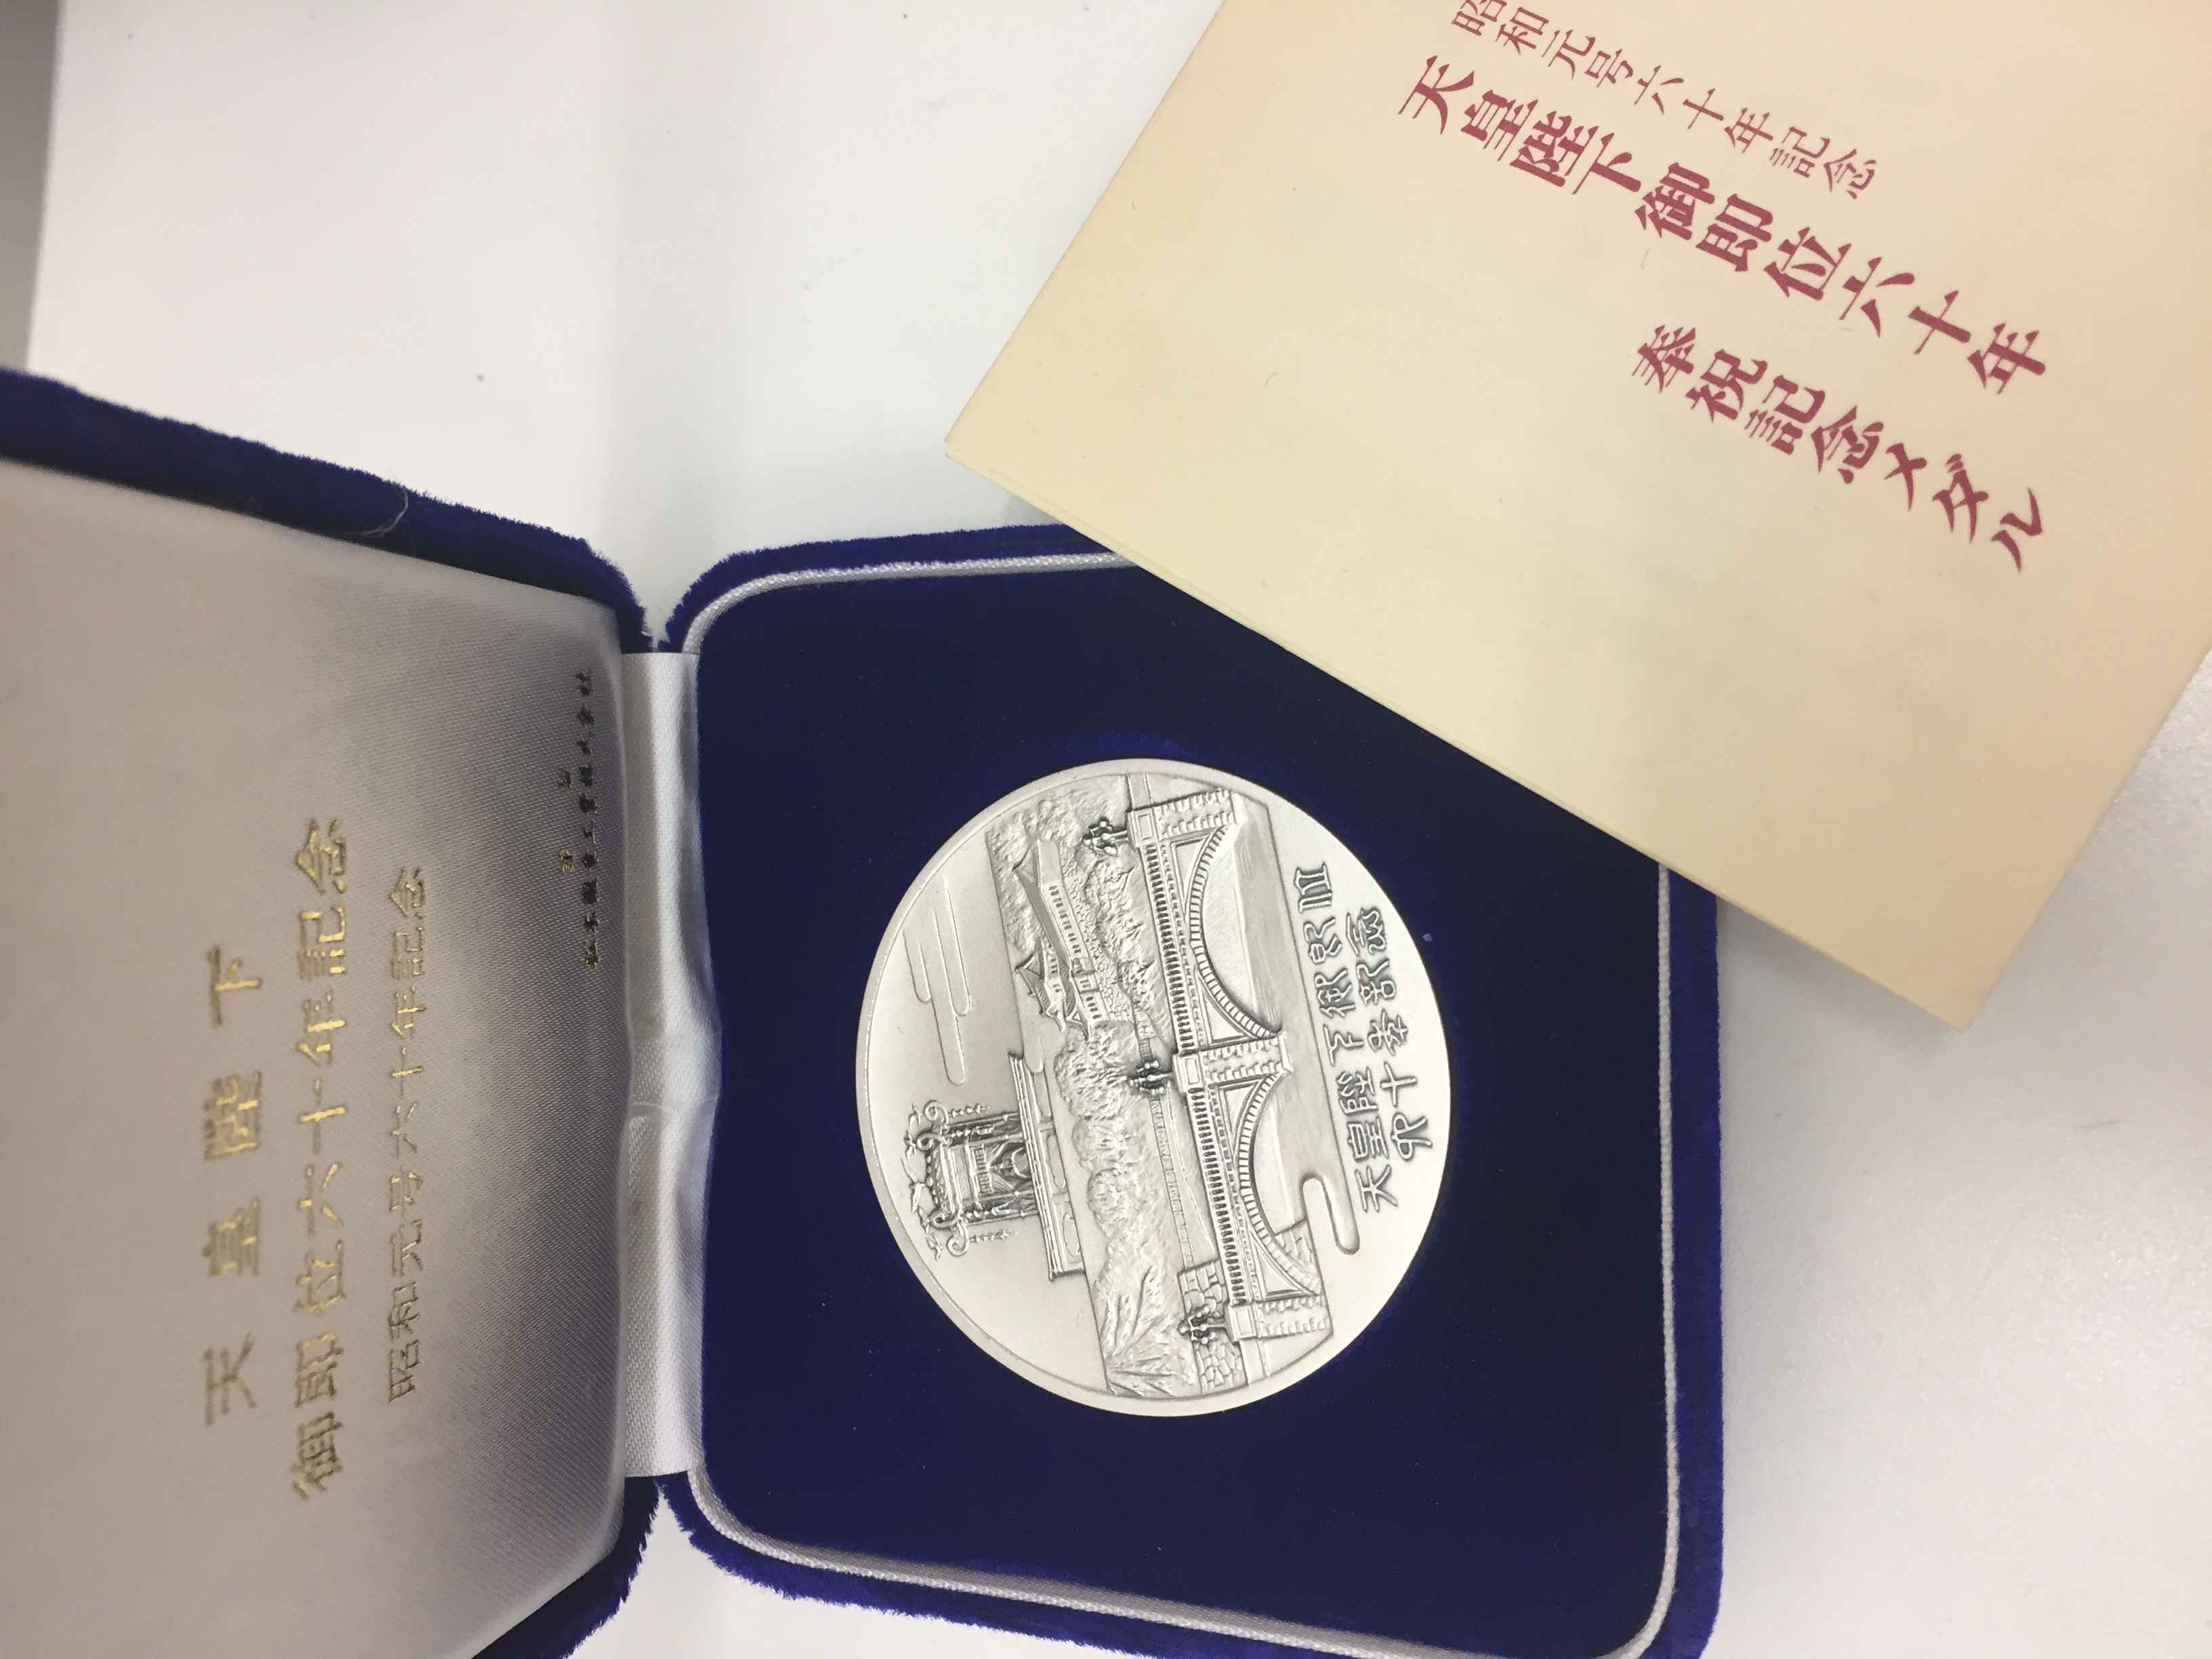 昭和元号六十年記念
天皇陛下御即位六十年
奉祝記念メダル
天皇陛下
御即位六十年記念
昭和元号六十年記念
天皇陛下御即位
六十年記念